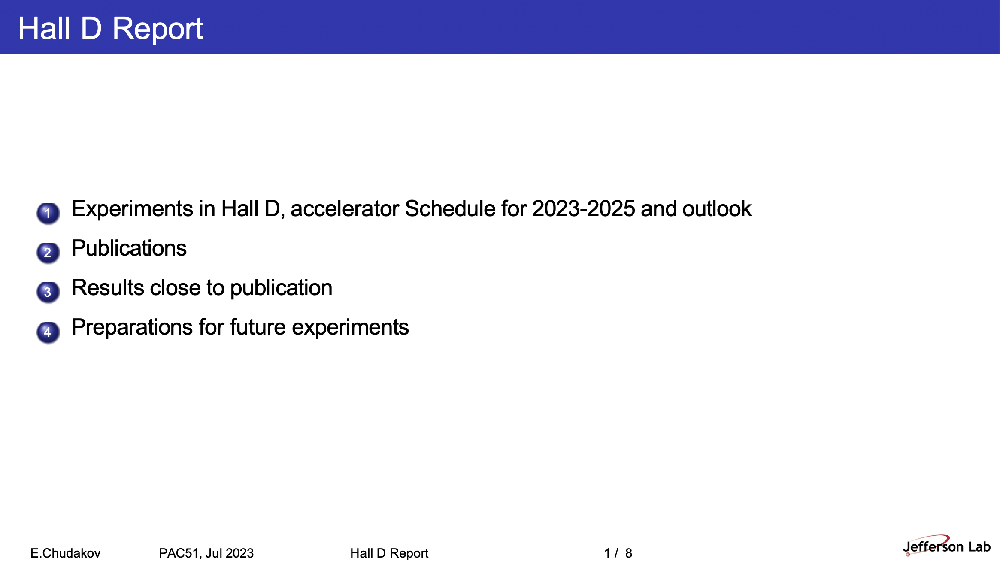 Hall D Report
1 Experiments in Hall D, accelerator Schedule for 2023-2025 and outlook
2 Publications
3 Results close to publication
4 Preparations for future experiments
E.Chudakov PAC51, Jul 2023 Hall D Report 1 / 8 Jefferson Lab